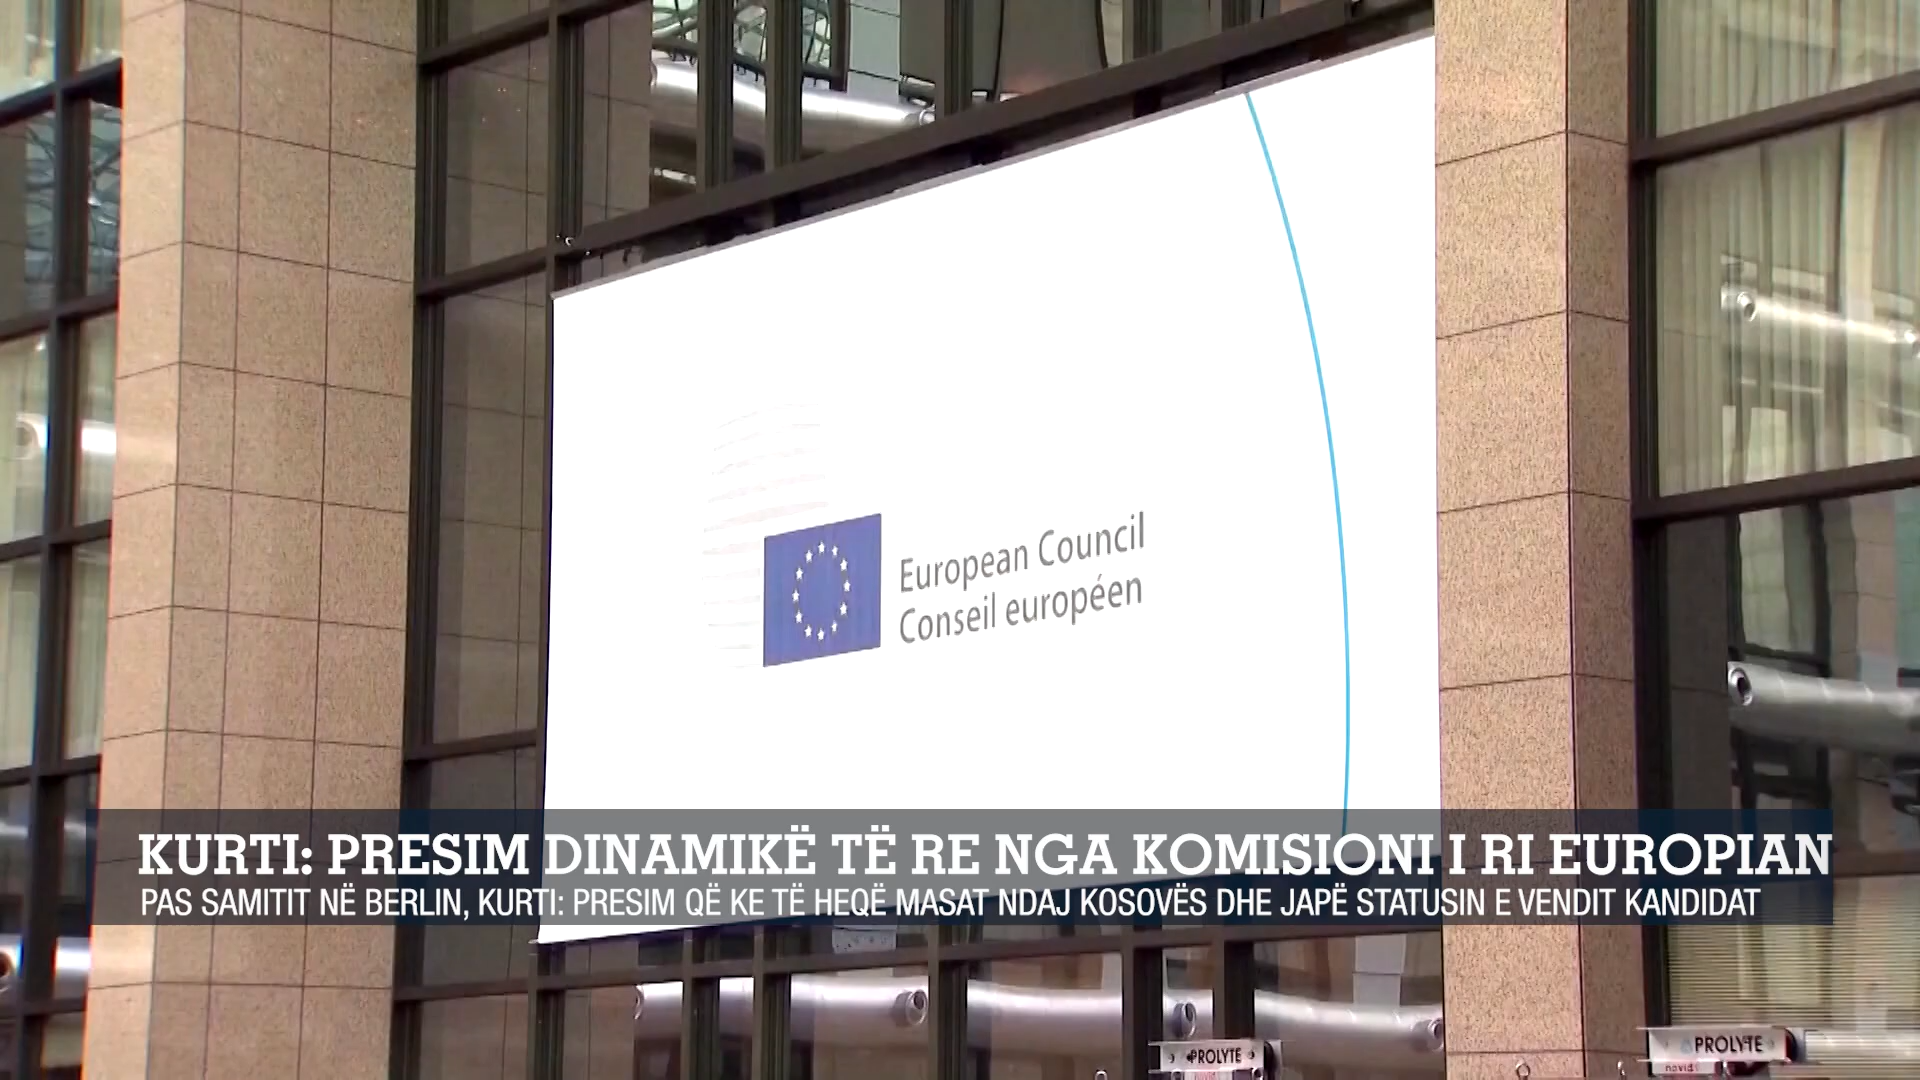 European Council
Conseil européen
KURTI: PRESIM DINAMIKË TË RE NGA KOMISIONI I RI EUROPIAN
PAS SAMITIT NË BERLIN, KURTI: PRESIM QË KE TË HEQË MASAT NDAJ KOSOVËS DHE JAPË STATUSIN E VENDIT KANDIDAT
PROLYTE
PROLYTE
novid